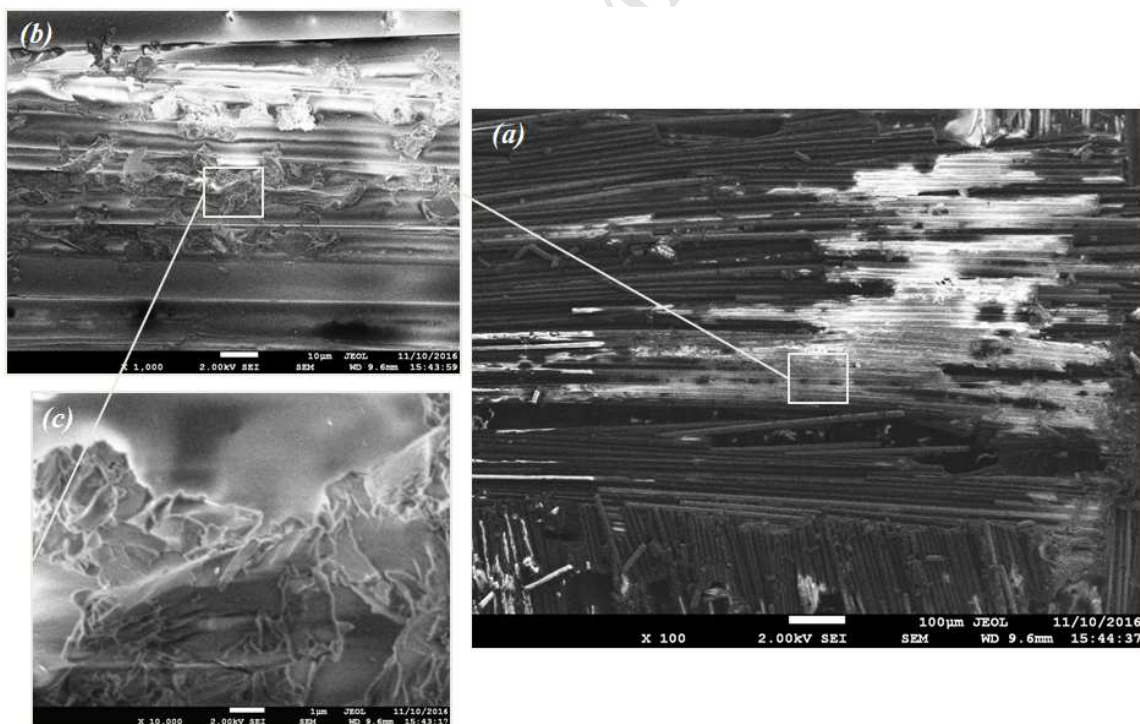 (b)
10μm JEOL 11/10/2016
X 1,000 2.00kV SEI SEM WD 9.6mm 15:43:59
(a)
100μm JEOL 11/10/2016
X 100 2.00kV SEI SEM WD 9.6mm 15:44:37
(c)
1μm JEOL 11/10/2016
X 10,000 2.00kV SEI SEM WD 9.6mm 15:43:17